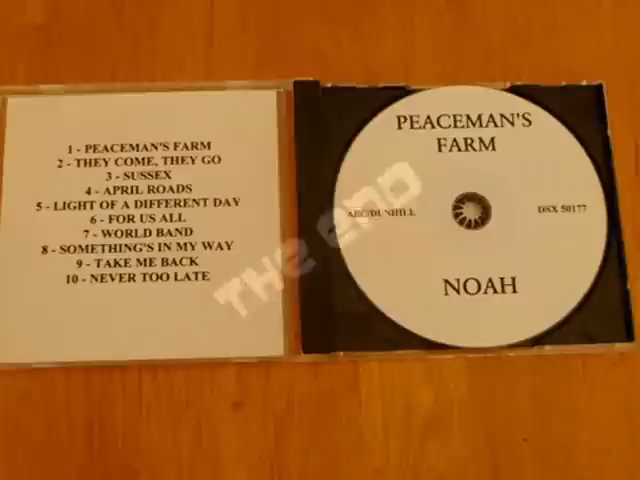 1 - PEACEMAN'S FARM
2 - THEY COME, THEY GO
3 - SUSSEX
4 - APRIL ROADS
5 - LIGHT OF A DIFFERENT DAY
6 - FOR US ALL
7 - WORLD BAND
8 - SOMETHING'S IN MY WAY
9 - TAKE ME BACK
10 - NEVER TOO LATE
PEACEMAN'S
FARM
ABC/DUNHILL
DSX 50177
NOAH
THE END